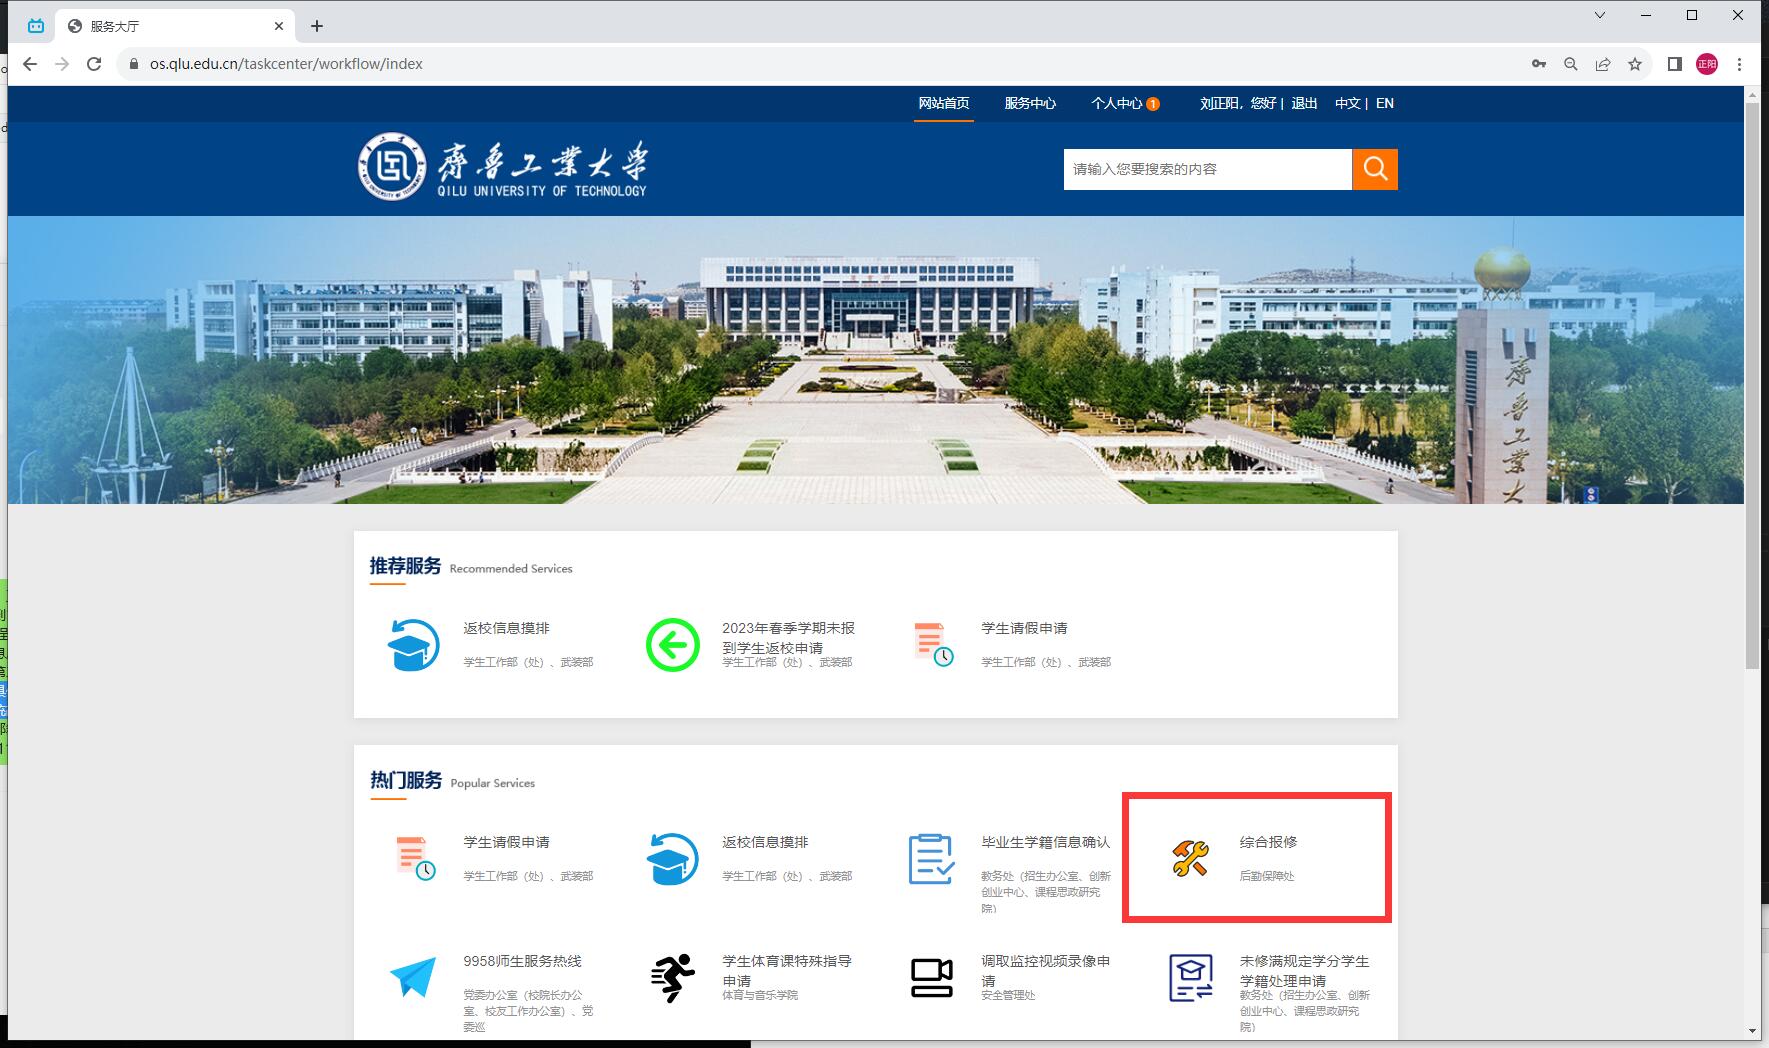 服务大厅
os.qlu.edu.cn/taskcenter/workflow/index
正阳
网站首页 服务中心 个人中心 1 刘正阳，您好 | 退出 中文 | EN
齊魯工業大学
QILU UNIVERSITY OF TECHNOLOGY
请输入您要搜索的内容
齊魯工業大
推荐服务 Recommended Services
返校信息摸排
学生工作部（处）、武装部
2023年春季学期未报
到学生返校申请
学生工作部（处）、武装部
学生请假申请
学生工作部（处）、武装部
热门服务 Popular Services
学生请假申请
学生工作部（处）、武装部
返校信息摸排
学生工作部（处）、武装部
毕业生学籍信息确认
教务处（招生办公室、创新
创业中心、课程思政研究
院）
综合报修
后勤保障处
9958师生服务热线
党委办公室（校院长办公
室、校友工作办公室）、党
委巡
学生体育课特殊指导
申请
体育与音乐学院
调取监控视频录像申
请
安全管理处
未修满规定学分学生
学籍处理申请
教务处（招生办公室、创新
创业中心、课程思政研究
院）